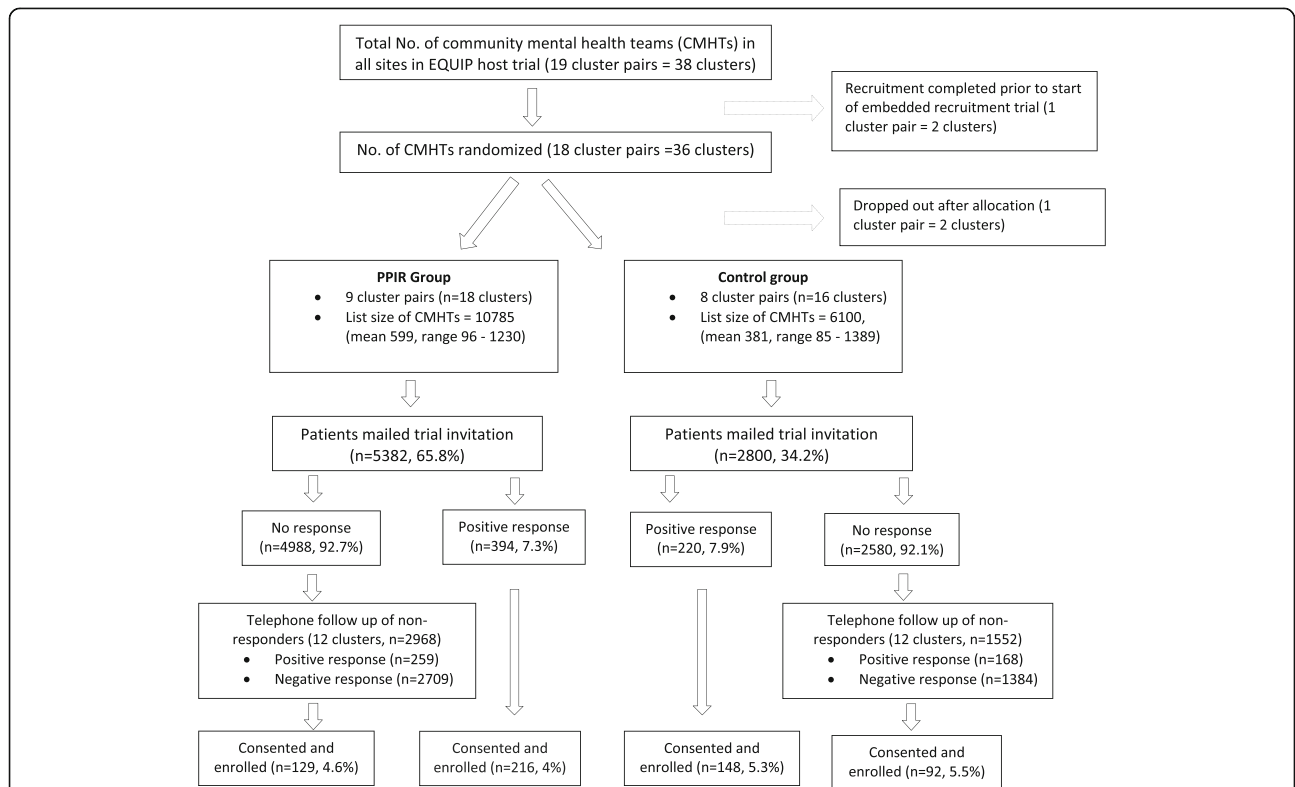 Total No. of community mental health teams (CMHTs) in
all sites in EQUIP host trial (19 cluster pairs = 38 clusters)
Recruitment completed prior to start
of embedded recruitment trial (1
cluster pair = 2 clusters)
No. of CMHTs randomized (18 cluster pairs =36 clusters)
Dropped out after allocation (1
cluster pair = 2 clusters)
PPIR Group
• 9 cluster pairs (n=18 clusters)
• List size of CMHTs = 10785
(mean 599, range 96 - 1230)
Control group
• 8 cluster pairs (n=16 clusters)
• List size of CMHTs = 6100,
(mean 381, range 85 - 1389)
Patients mailed trial invitation
(n=5382, 65.8%)
Patients mailed trial invitation
(n=2800, 34.2%)
No response
(n=4988, 92.7%)
Positive response
(n=394, 7.3%)
Positive response
(n=220, 7.9%)
No response
(n=2580, 92.1%)
Telephone follow up of non-
responders (12 clusters, n=2968)
• Positive response (n=259)
• Negative response (n=2709)
Telephone follow up of non-
responders (12 clusters, n=1552)
• Positive response (n=168)
• Negative response (n=1384)
Consented and
enrolled (n=129, 4.6%)
Consented and
enrolled (n=216, 4%)
Consented and
enrolled (n=148, 5.3%)
Consented and
enrolled (n=92, 5.5%)